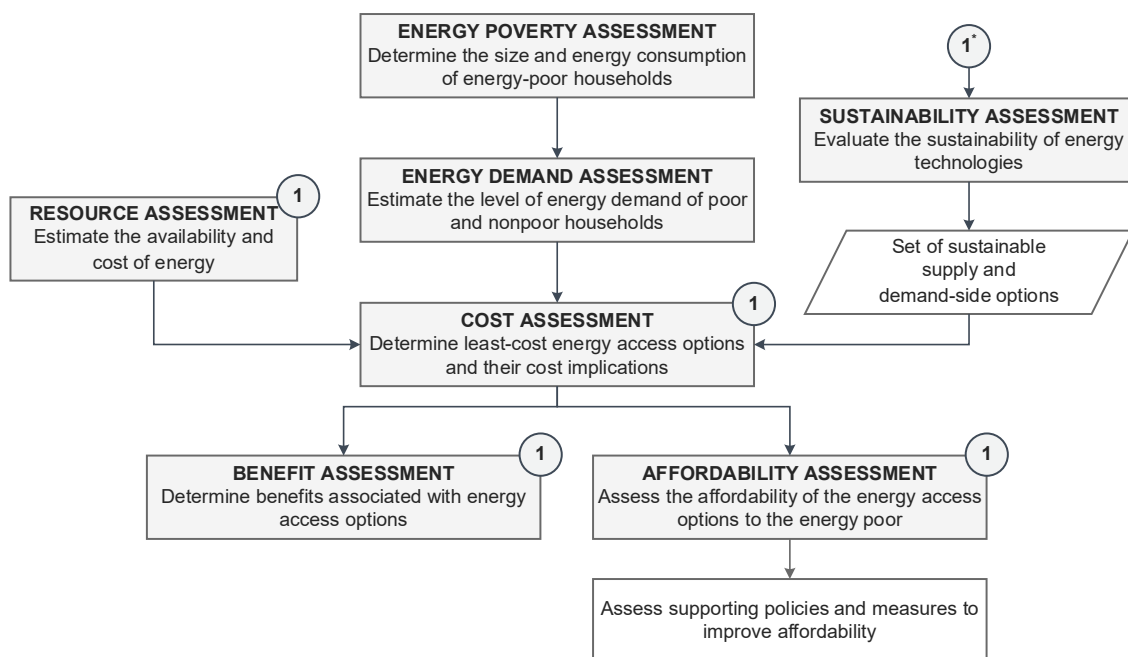 ENERGY POVERTY ASSESSMENT
Determine the size and energy consumption
of energy-poor households
1*
SUSTAINABILITY ASSESSMENT
Evaluate the sustainability of energy
technologies
ENERGY DEMAND ASSESSMENT
Estimate the level of energy demand of poor
and nonpoor households
1
RESOURCE ASSESSMENT
Estimate the availability and
cost of energy
Set of sustainable
supply and
demand-side options
1
COST ASSESSMENT
Determine least-cost energy access options
and their cost implications
1
BENEFIT ASSESSMENT
Determine benefits associated with energy
access options
1
AFFORDABILITY ASSESSMENT
Assess the affordability of the energy access
options to the energy poor
Assess supporting policies and measures to
improve affordability